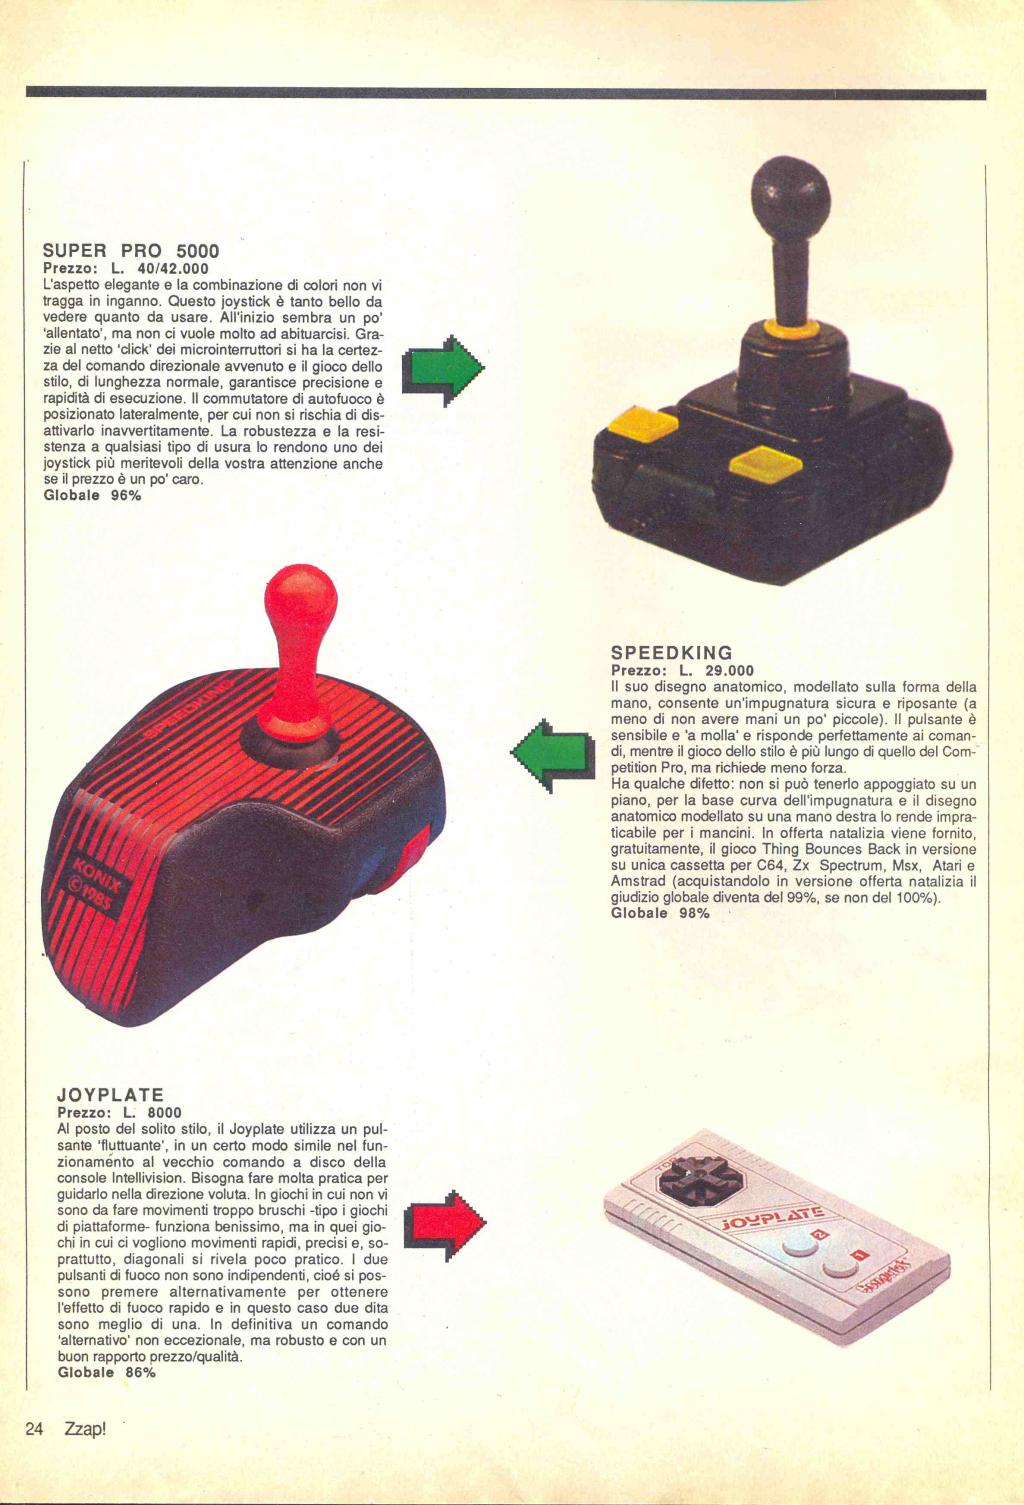 SUPER PRO 5000
Prezzo: L. 40/42.000
L'aspetto elegante e la combinazione di colori non vi
tragga in inganno. Questo joystick è tanto bello da
vedere quanto da usare. All'inizio sembra un po'
'allentato', ma non ci vuole molto ad abituarcisi. Gra-
zie al netto 'click' dei microinterruttori si ha la certez-
za del comando direzionale avvenuto e il gioco dello
stilo, di lunghezza normale, garantisce precisione e
rapidità di esecuzione. Il commutatore di autofuoco è
posizionato lateralmente, per cui non si rischia di dis-
attivarlo inavvertitamente. La robustezza e la resi-
stenza a qualsiasi tipo di usura lo rendono uno dei
joystick più meritevoli della vostra attenzione anche
se il prezzo è un po' caro.
Globale 96%
SPEEDKING
KONIX
©1985
SPEEDKING
Prezzo: L. 29.000
Il suo disegno anatomico, modellato sulla forma della
mano, consente un'impugnatura sicura e riposante (a
meno di non avere mani un po' piccole). Il pulsante è
sensibile e 'a molla' e risponde perfettamente ai coman-
di, mentre il gioco dello stilo è più lungo di quello del Com-
petition Pro, ma richiede meno forza.
Ha qualche difetto: non si può tenerlo appoggiato su un
piano, per la base curva dell'impugnatura e il disegno
anatomico modellato su una mano destra lo rende impra-
ticabile per i mancini. In offerta natalizia viene fornito,
gratuitamente, il gioco Thing Bounces Back in versione
su unica cassetta per C64, Zx Spectrum, Msx, Atari e
Amstrad (acquistandolo in versione offerta natalizia il
giudizio globale diventa del 99%, se non del 100%).
Globale 98%
JOYPLATE
Prezzo: L. 8000
Al posto del solito stilo, il Joyplate utilizza un pul-
sante 'fluttuante', in un certo modo simile nel fun-
zionamento al vecchio comando a disco della
console Intellivision. Bisogna fare molta pratica per
guidarlo nella direzione voluta. In giochi in cui non vi
sono da fare movimenti troppo bruschi -tipo i giochi
di piattaforme- funziona benissimo, ma in quei gio-
chi in cui ci vogliono movimenti rapidi, precisi e, so-
prattutto, diagonali si rivela poco pratico. I due
pulsanti di fuoco non sono indipendenti, cioé si pos-
sono premere alternativamente per ottenere
l'effetto di fuoco rapido e in questo caso due dita
sono meglio di una. In definitiva un comando
'alternativo' non eccezionale, ma robusto e con un
buon rapporto prezzo/qualità.
Globale 86%
TOP
JOYPLATE
2
1
24 Zzap!